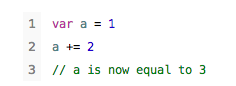 1 var a = 1
2 a += 2
3 // a is now equal to 3